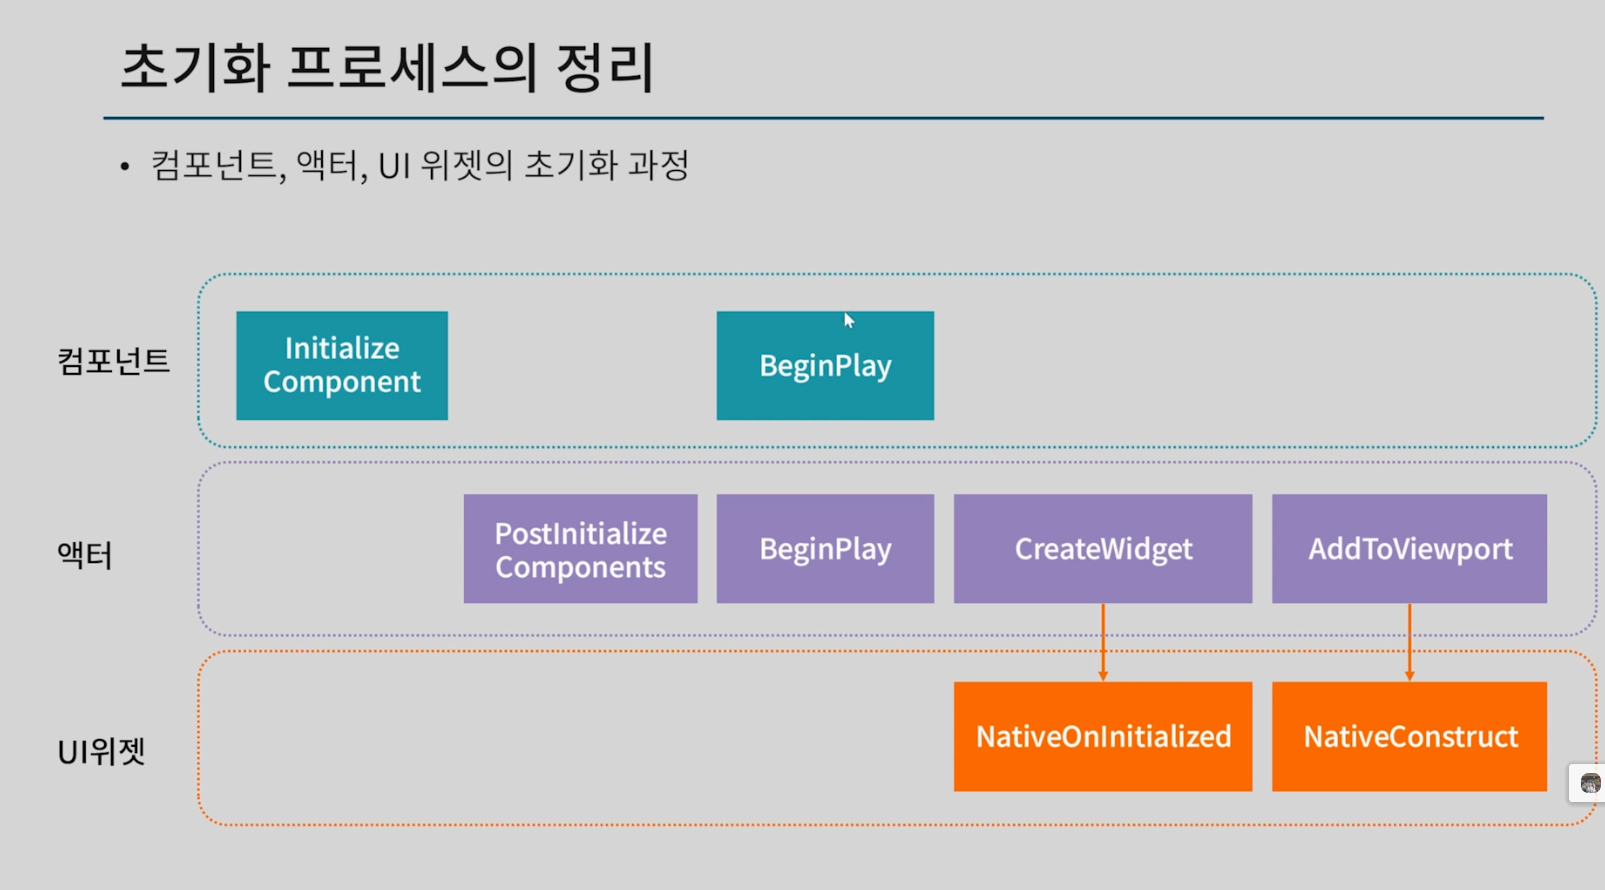 초기화 프로세스의 정리
• 컴포넌트, 액터, UI 위젯의 초기화 과정
컴포넌트
Initialize
Component
BeginPlay
액터
PostInitialize
Components
BeginPlay
CreateWidget
AddToViewport
UI위젯
NativeOnInitialized
NativeConstruct